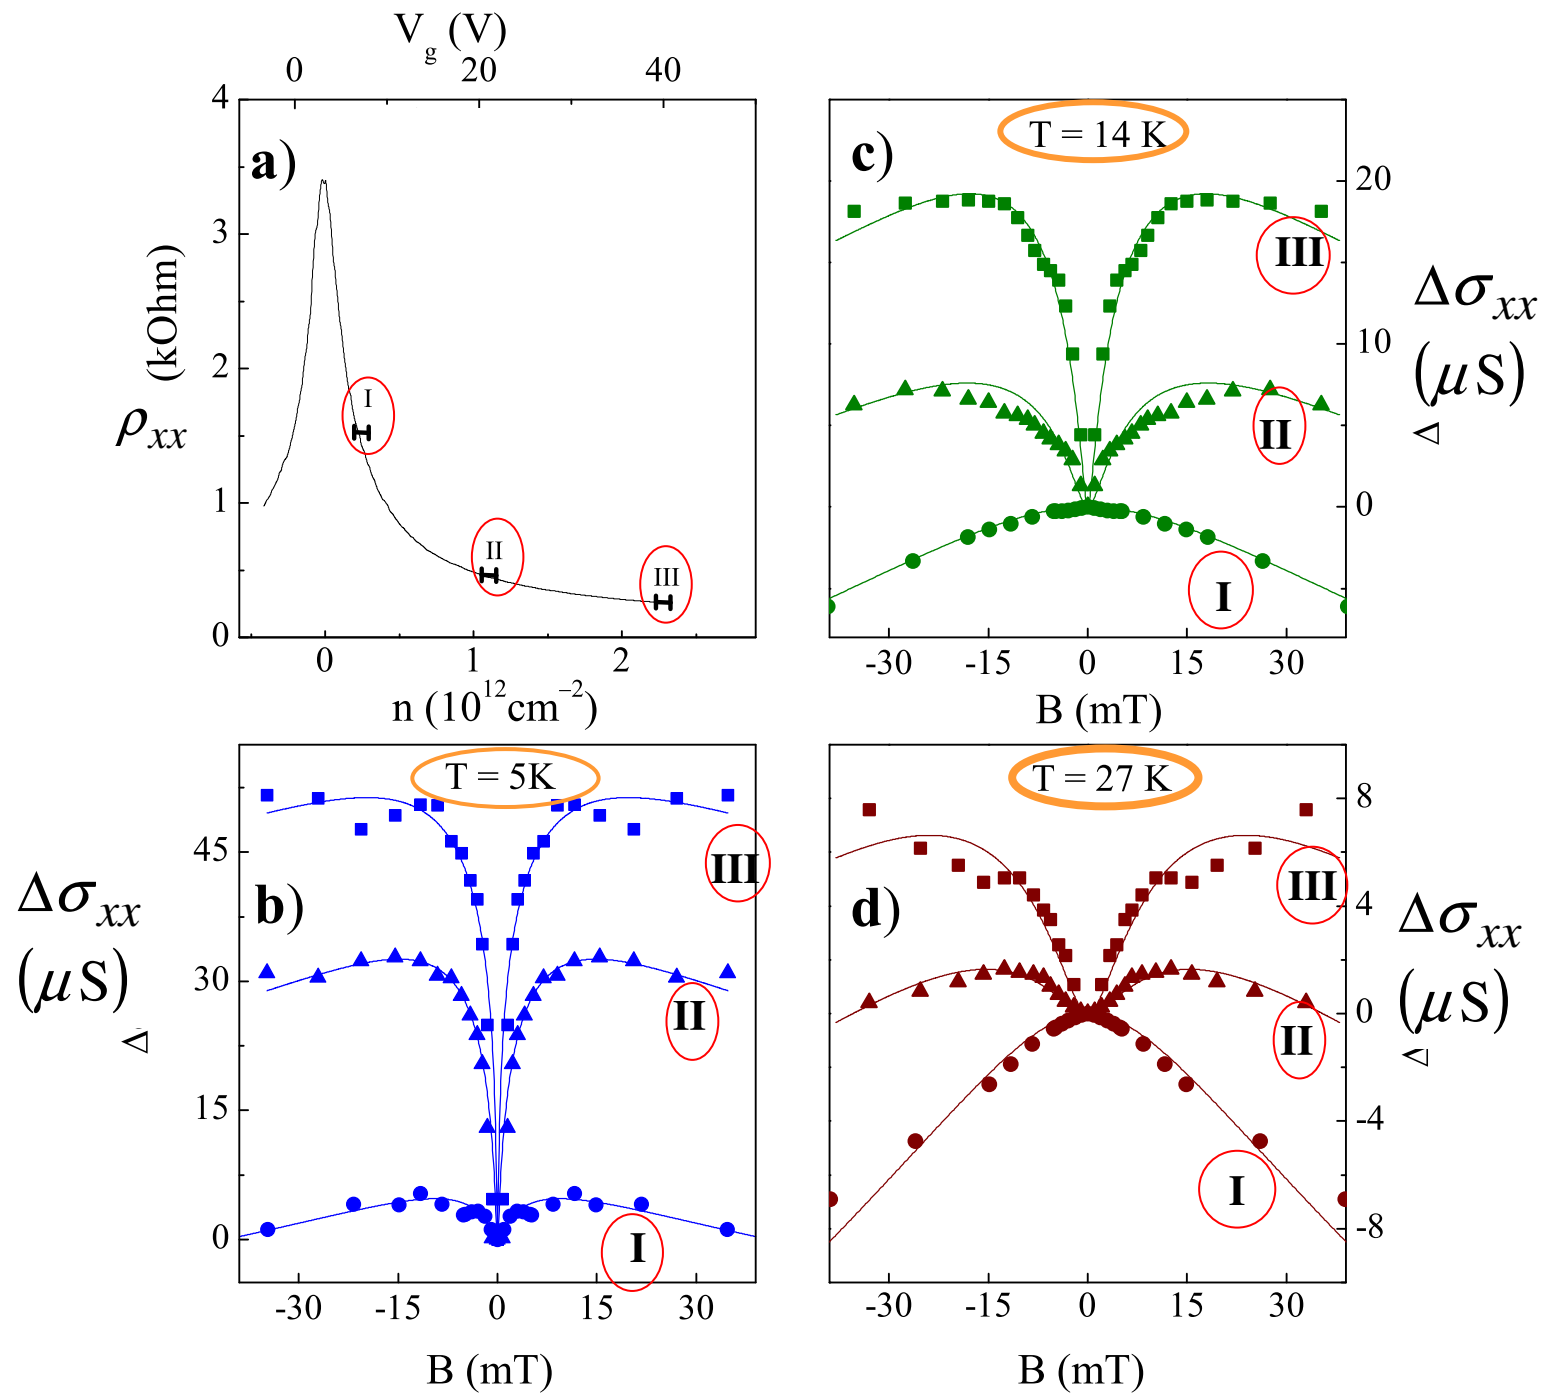 V_g (V)
0 20 40
a)
4
3
2
1
0
ρ_xx (kOhm)
I
II
III
0 1 2
n (10^12 cm^−2)
c)
T = 14 K
20
10
0
III
II
I
Δσ_xx
(μS)
Δ
-30 -15 0 15 30
B (mT)
b)
T = 5K
45
30
15
0
III
II
I
Δσ_xx
(μS)
Δ
-30 -15 0 15 30
B (mT)
d)
T = 27 K
8
4
0
-4
-8
III
II
I
Δσ_xx
(μS)
Δ
-30 -15 0 15 30
B (mT)